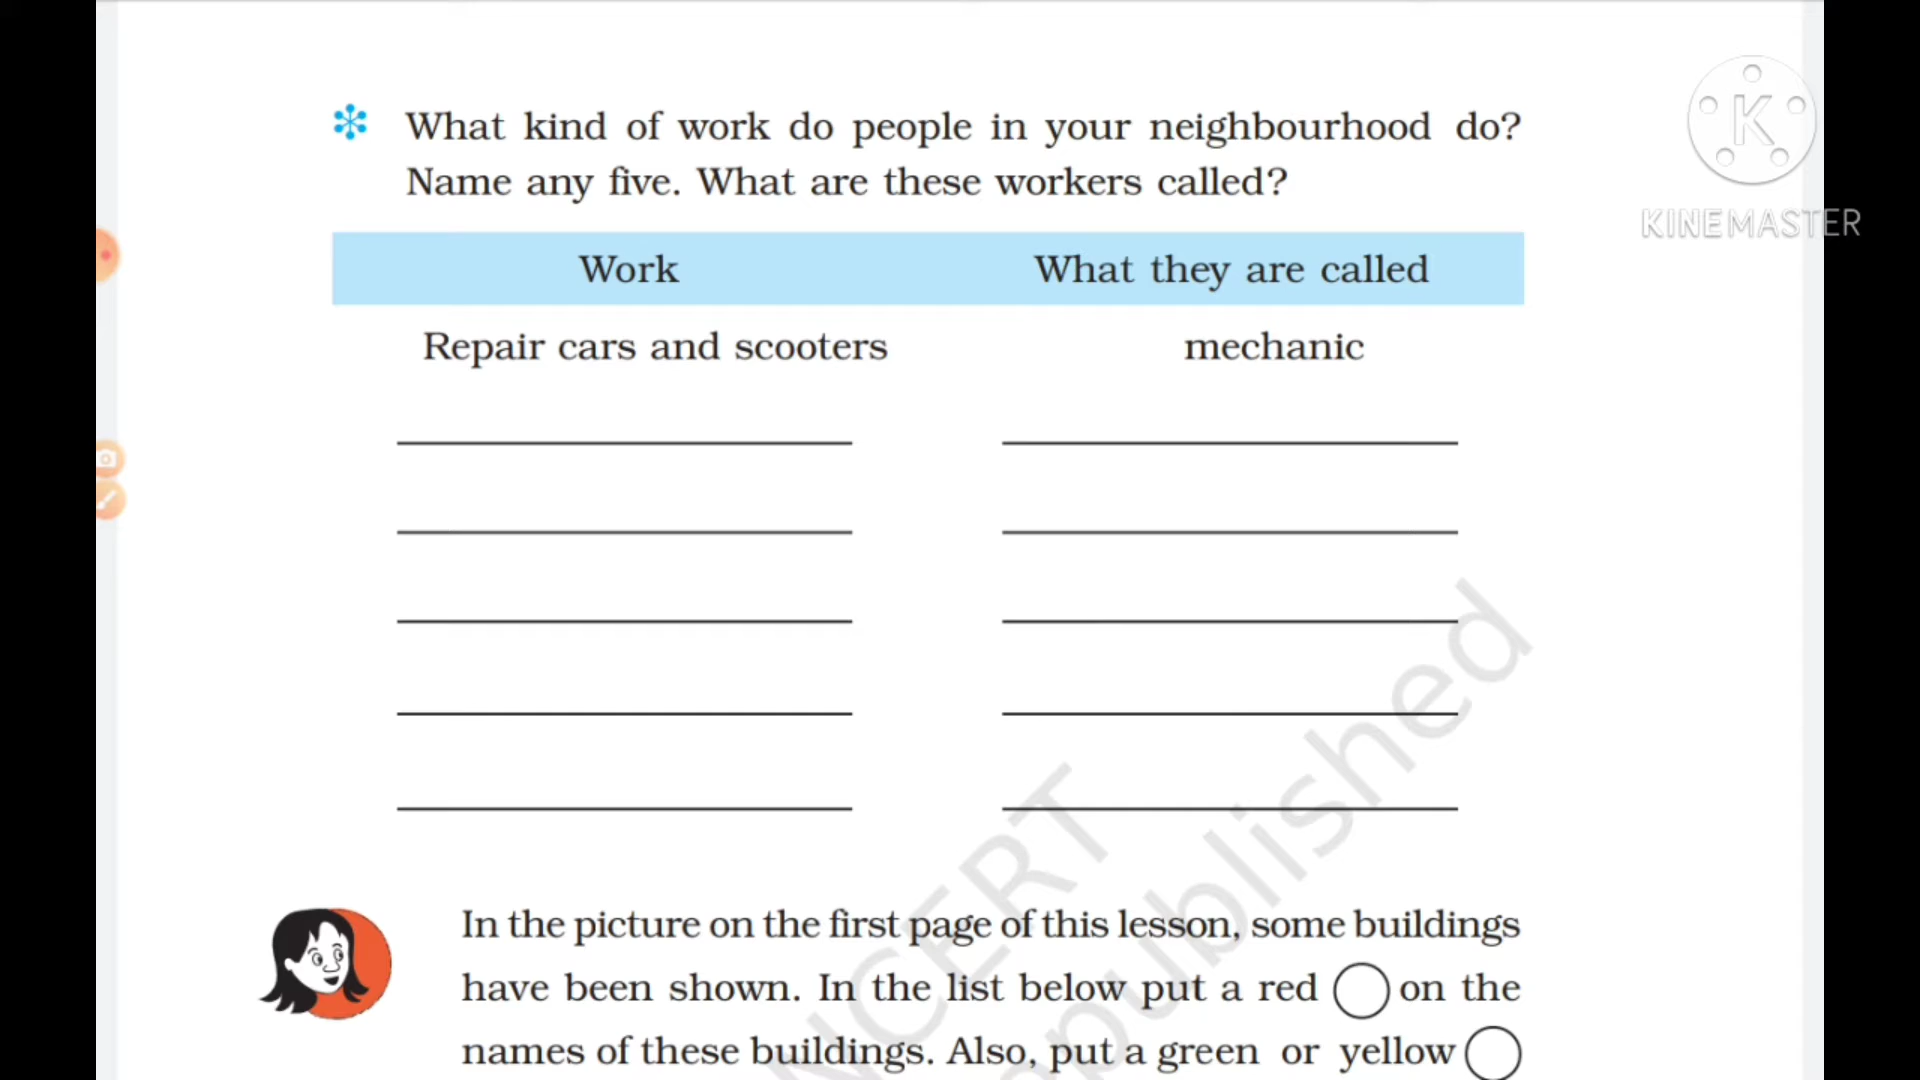 What kind of work do people in your neighbourhood do?
Name any five. What are these workers called?
Work What they are called
Repair cars and scooters mechanic
In the picture on the first page of this lesson, some buildings
have been shown. In the list below put a red on the
names of these buildings. Also, put a green or yellow
K
KINEMASTER
NCERT
published